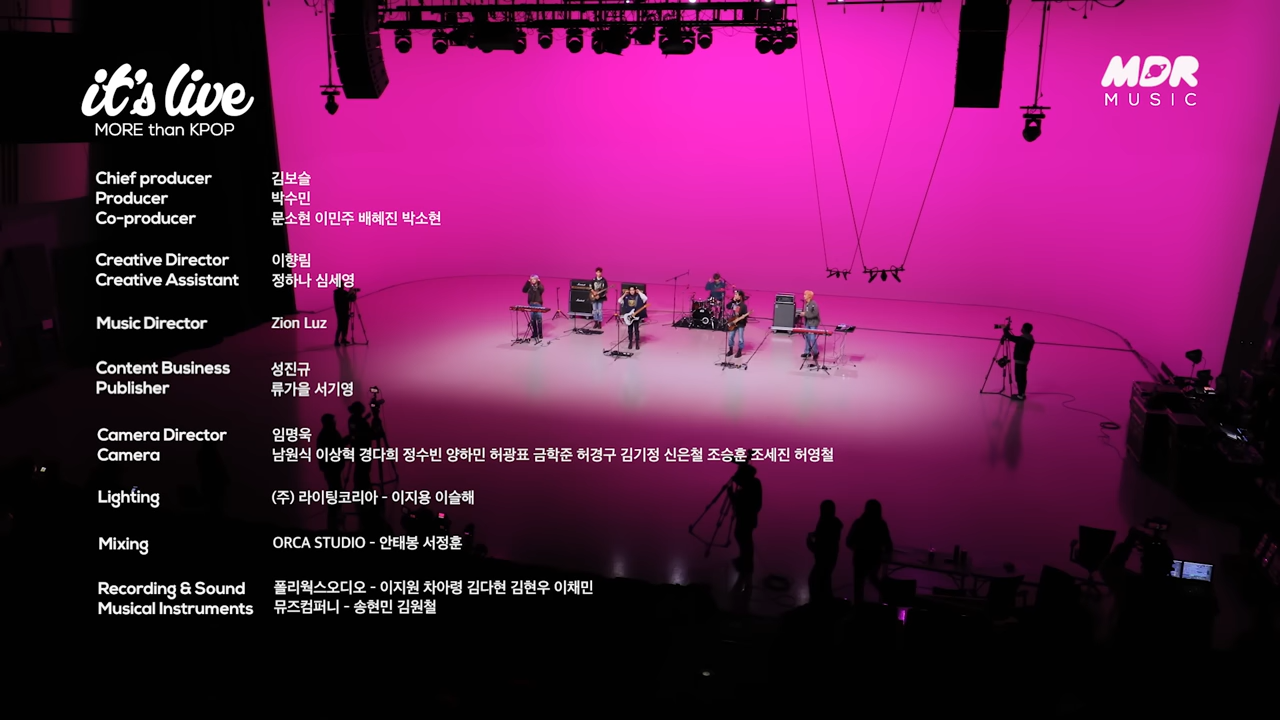 it's live
MORE than KPOP
MDR
MUSIC
Chief producer 김보슬
Producer 박수민
Co-producer 문소현 이민주 배혜진 박소현
Creative Director 이향림
Creative Assistant 정하나 심세영
Music Director Zion Luz
Content Business 성진규
Publisher 류가을 서기영
Camera Director 임명욱
Camera 남원식 이상혁 경다희 정수빈 양하민 허광표 금학준 허경구 김기정 신은철 조승훈 조세진 허영철
Lighting (주) 라이팅코리아 - 이지용 이슬해
Mixing ORCA STUDIO - 안태봉 서정훈
Recording & Sound 폴리웍스오디오 - 이지원 차아령 김다현 김현우 이채민
Musical Instruments 뮤즈컴퍼니 - 송현민 김원철